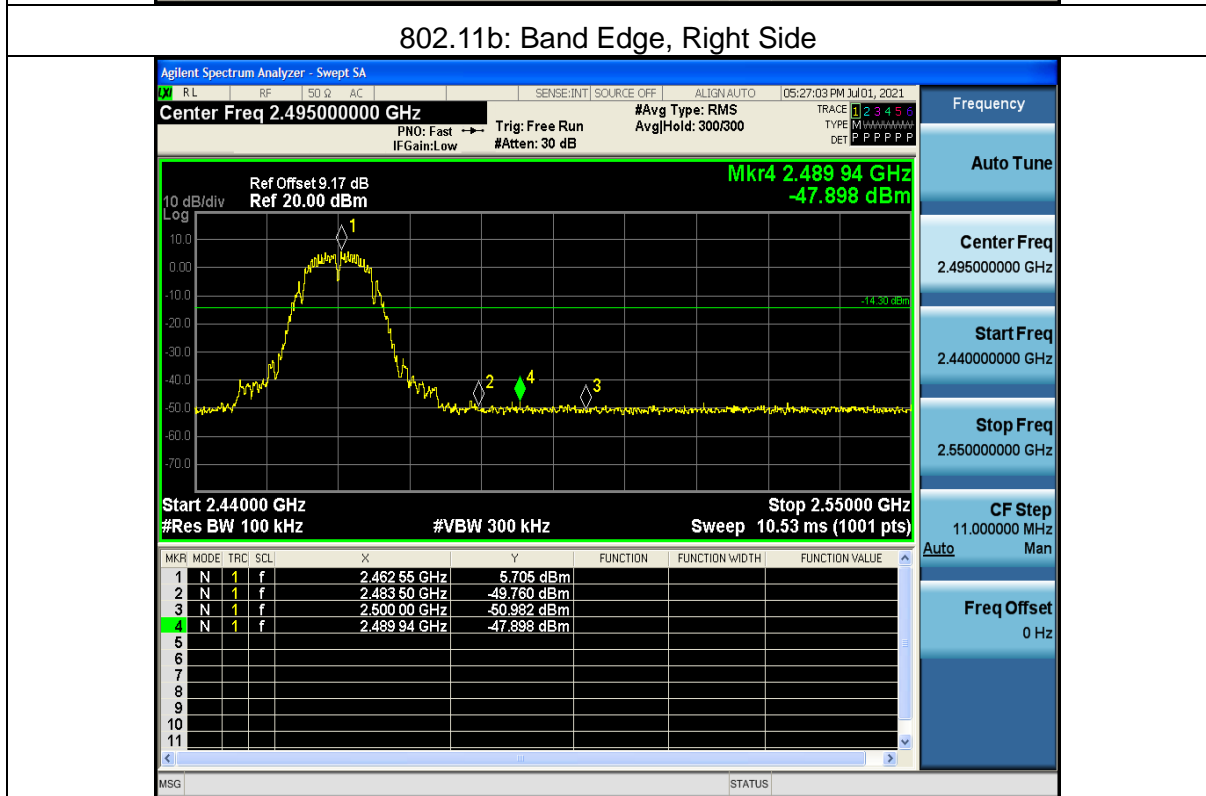 802.11b: Band Edge, Right Side
Agilent Spectrum Analyzer - Swept SA
LXI RL RF 50 Ω AC SENSE:INT SOURCE OFF ALIGN AUTO 05:27:03 PM Jul 01, 2021
Center Freq 2.495000000 GHz
PNO: Fast
IFGain:Low
Trig: Free Run
#Atten: 30 dB
#Avg Type: RMS
Avg|Hold: 300/300
TRACE 1 2 3 4 5 6
TYPE MWWWWW
DET P P P P P P
Mkr4 2.489 94 GHz
-47.898 dBm
Ref Offset 9.17 dB
10 dB/div Ref 20.00 dBm
Log
10.0
0.00
-10.0
-20.0
-30.0
-40.0
-50.0
-60.0
-70.0
1
2
4
3
-14.30 dBm
Start 2.44000 GHz Stop 2.55000 GHz
#Res BW 100 kHz #VBW 300 kHz Sweep 10.53 ms (1001 pts)
MKR MODE TRC SCL X Y FUNCTION FUNCTION WIDTH FUNCTION VALUE
1 N 1 f 2.462 55 GHz 5.705 dBm
2 N 1 f 2.483 50 GHz -49.760 dBm
3 N 1 f 2.500 00 GHz -50.982 dBm
4 N 1 f 2.489 94 GHz -47.898 dBm
5
6
7
8
9
10
11
MSG STATUS
Frequency
Auto Tune
Center Freq
2.495000000 GHz
Start Freq
2.440000000 GHz
Stop Freq
2.550000000 GHz
CF Step
11.000000 MHz
Auto Man
Freq Offset
0 Hz